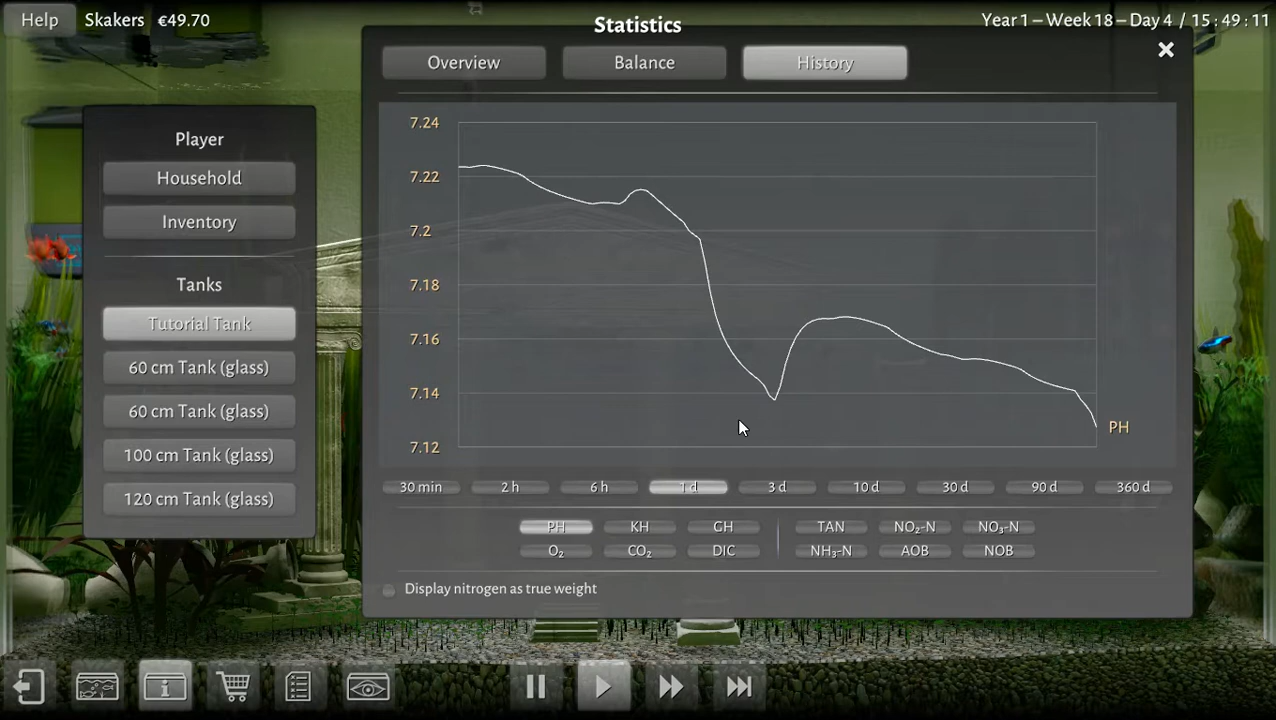 Help Skakers €49.70
Statistics
Year 1 – Week 18 – Day 4 / 15:49:11
Overview Balance History
Player
Household
Inventory
Tanks
Tutorial Tank
60 cm Tank (glass)
60 cm Tank (glass)
100 cm Tank (glass)
120 cm Tank (glass)
7.24
7.22
7.2
7.18
7.16
7.14
7.12
PH
30 min 2 h 6 h 1 d 3 d 10 d 30 d 90 d 360 d
PH KH GH TAN NO₂-N NO₃-N
O₂ CO₂ DIC NH₃-N AOB NOB
Display nitrogen as true weight